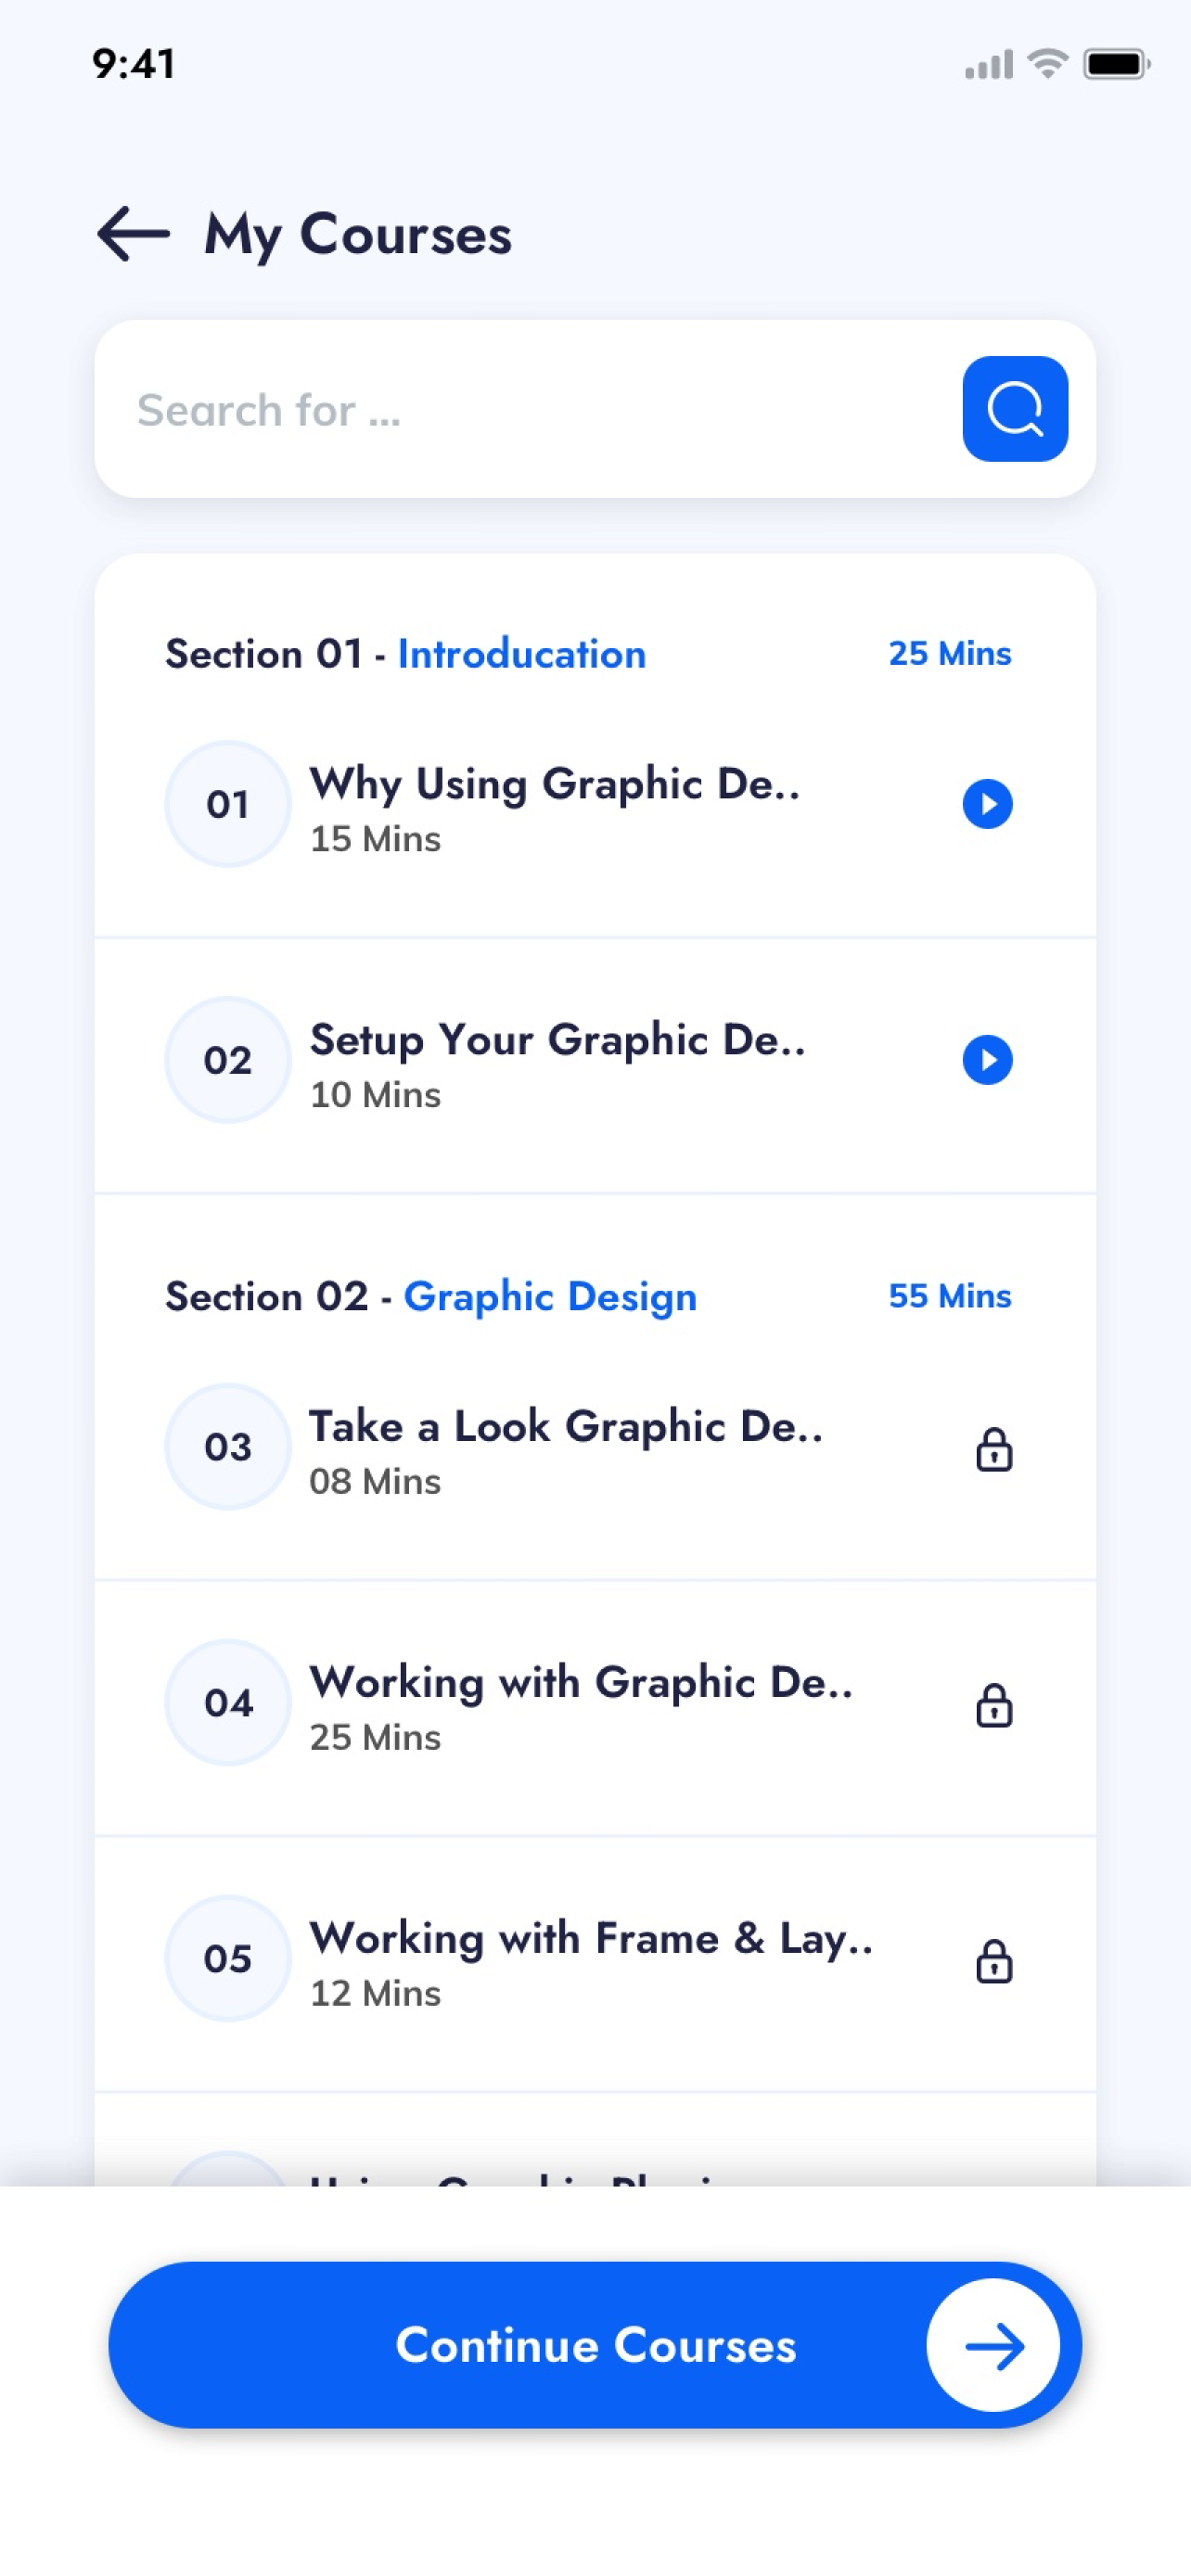 9:41
My Courses
Search for ...
Section 01 - Introducation
25 Mins
01
Why Using Graphic De..
15 Mins
02
Setup Your Graphic De..
10 Mins
Section 02 - Graphic Design
55 Mins
03
Take a Look Graphic De..
08 Mins
04
Working with Graphic De..
25 Mins
05
Working with Frame & Lay..
12 Mins
Continue Courses